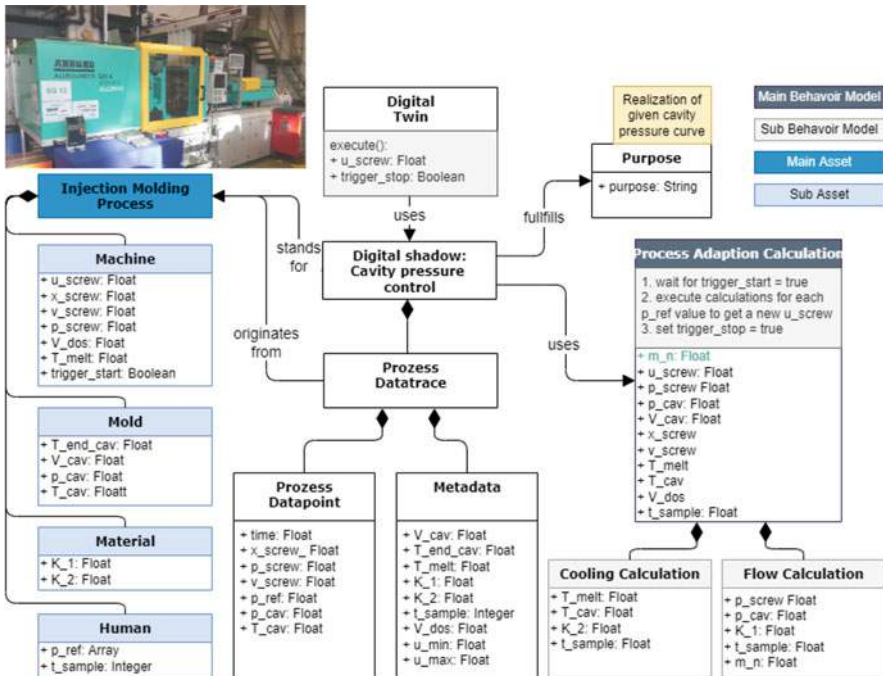 ARBURG
Digital
Twin
execute():
+ u_screw: Float
+ trigger_stop: Boolean
Realization of
given cavity
pressure curve
Purpose
+ purpose: String
Main Behavoir Model
Sub Behavoir Model
Main Asset
Sub Asset
Injection Molding
Process
uses
fullfills
stands
for
Digital shadow:
Cavity pressure
control
originates
from
uses
Prozess
Datatrace
Machine
+ u_screw: Float
+ x_screw: Float
+ v_screw: Float
+ p_screw: Float
+ V_dos: Float
+ T_melt: Float
+ trigger_start: Boolean
Mold
+ T_end_cav: Float
+ V_cav: Float
+ p_cav: Float
+ T_cav: Floatt
Material
+ K_1: Float
+ K_2: Float
Human
+ p_ref: Array
+ t_sample: Integer
Prozess
Datapoint
+ time: Float
+ x_screw_ Float
+ p_screw: Float
+ v_screw: Float
+ p_ref: Float
+ p_cav: Float
+ T_cav: Float
Metadata
+ V_cav: Float
+ T_end_cav: Float
+ T_melt: Float
+ K_1: Float
+ K_2: Float
+ t_sample: Integer
+ V_dos: Float
+ u_min: Float
+ u_max: Float
Process Adaption Calculation
1. wait for trigger_start = true
2. execute calculations for each
p_ref value to get a new u_screw
3. set trigger_stop = true
+ m_n: Float
+ u_screw: Float
+ p_screw Float
+ p_cav: Float
+ V_cav: Float
+ x_screw
+ v_screw
+ T_melt
+ T_cav
+ V_dos
+ t_sample: Float
Cooling Calculation
+ T_melt: Float
+ T_cav: Float
+ K_2: Float
+ t_sample: Float
Flow Calculation
+ p_screw Float
+ p_cav: Float
+ K_1: Float
+ t_sample: Float
+ m_n: Float